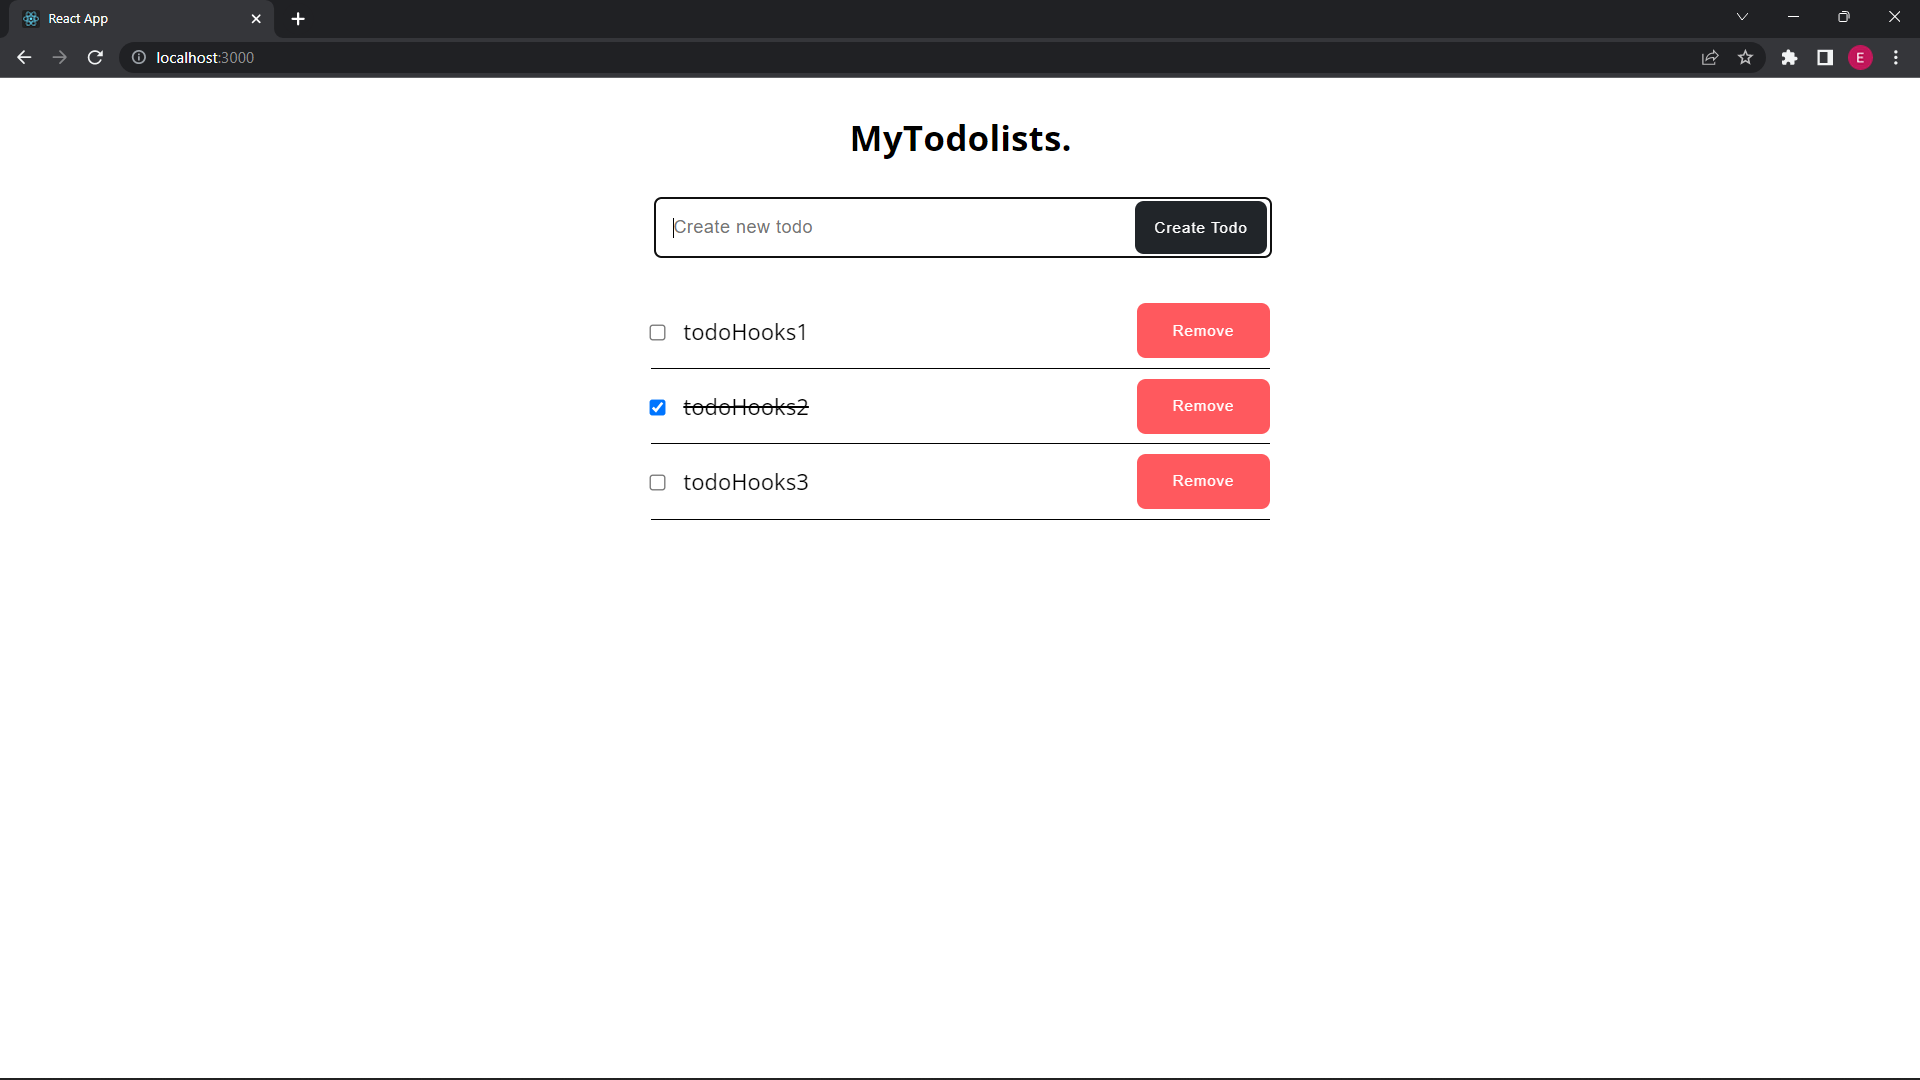 React App
localhost:3000
E
MyTodolists.
Create new todo
Create Todo
todoHooks1
Remove
todoHooks2
Remove
todoHooks3
Remove